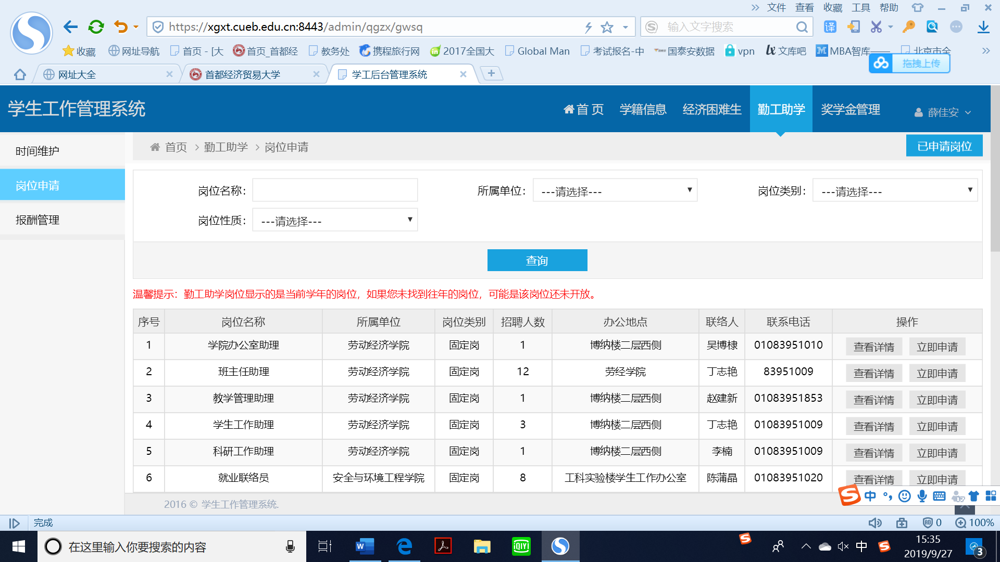 文件 查看 收藏 工具 帮助
https://xgxt.cueb.edu.cn:8443/admin/qgzx/gwsq
输入文字搜索
译
收藏 网址导航 首页 - [大 首页_首都经 教务处 携程旅行网 2017全国大 Global Man 考试报名-中 国泰安数据 vpn 文库吧 MBA智库—— 北京市全
拖拽上传
网址大全 首都经济贸易大学 学工后台管理系统
学生工作管理系统
首 页 学籍信息 经济困难生 勤工助学 奖学金管理 薛佳安
时间维护
岗位申请
报酬管理
首页 > 勤工助学 > 岗位申请
已申请岗位
岗位名称: 所属单位: ---请选择--- 岗位类别: ---请选择---
岗位性质: ---请选择---
查询
温馨提示：勤工助学岗位显示的是当前学年的岗位，如果您未找到往年的岗位，可能是该岗位还未开放。
序号 岗位名称 所属单位 岗位类别 招聘人数 办公地点 联络人 联系电话 操作
1 学院办公室助理 劳动经济学院 固定岗 1 博纳楼二层西侧 吴博棣 01083951010 查看详情 立即申请
2 班主任助理 劳动经济学院 固定岗 12 劳经学院 丁志艳 83951009 查看详情 立即申请
3 教学管理助理 劳动经济学院 固定岗 1 博纳楼二层西侧 赵建新 01083951853 查看详情 立即申请
4 学生工作助理 劳动经济学院 固定岗 3 博纳楼二层西侧 丁志艳 01083951009 查看详情 立即申请
5 科研工作助理 劳动经济学院 固定岗 1 博纳楼二层西侧 李楠 01083951009 查看详情 立即申请
6 就业联络员 安全与环境工程学院 固定岗 8 工科实验楼学生工作办公室 陈蒲晶 01083951020 查看详情 立即申请
中
2016 © 学生工作管理系统.
完成
0 100%
在这里输入你要搜索的内容
iQIY
中
15:35
2019/9/27
3